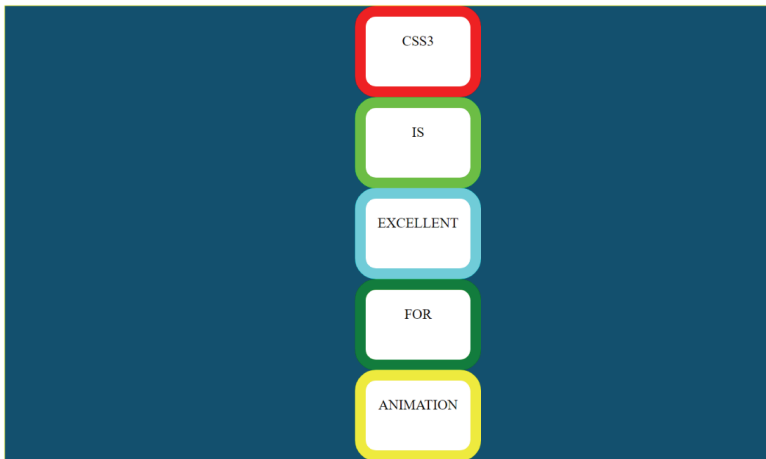 CSS3
IS
EXCELLENT
FOR
ANIMATION